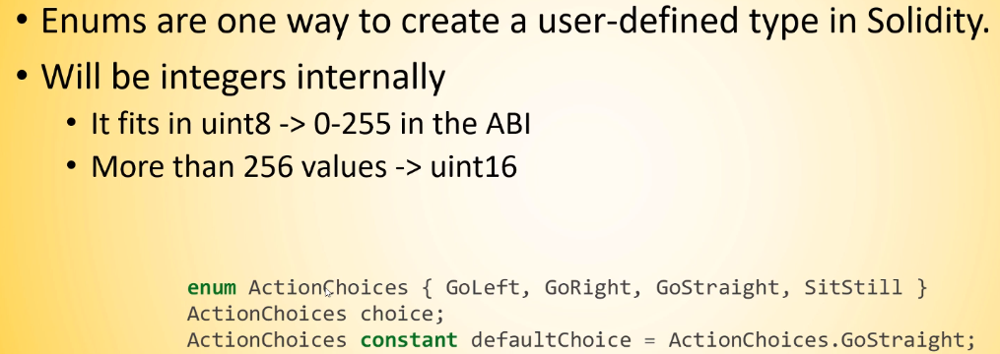 • Enums are one way to create a user-defined type in Solidity.
• Will be integers internally
• It fits in uint8 -> 0-255 in the ABI
• More than 256 values -> uint16
enum ActionChoices { GoLeft, GoRight, GoStraight, SitStill }
ActionChoices choice;
ActionChoices constant defaultChoice = ActionChoices.GoStraight;